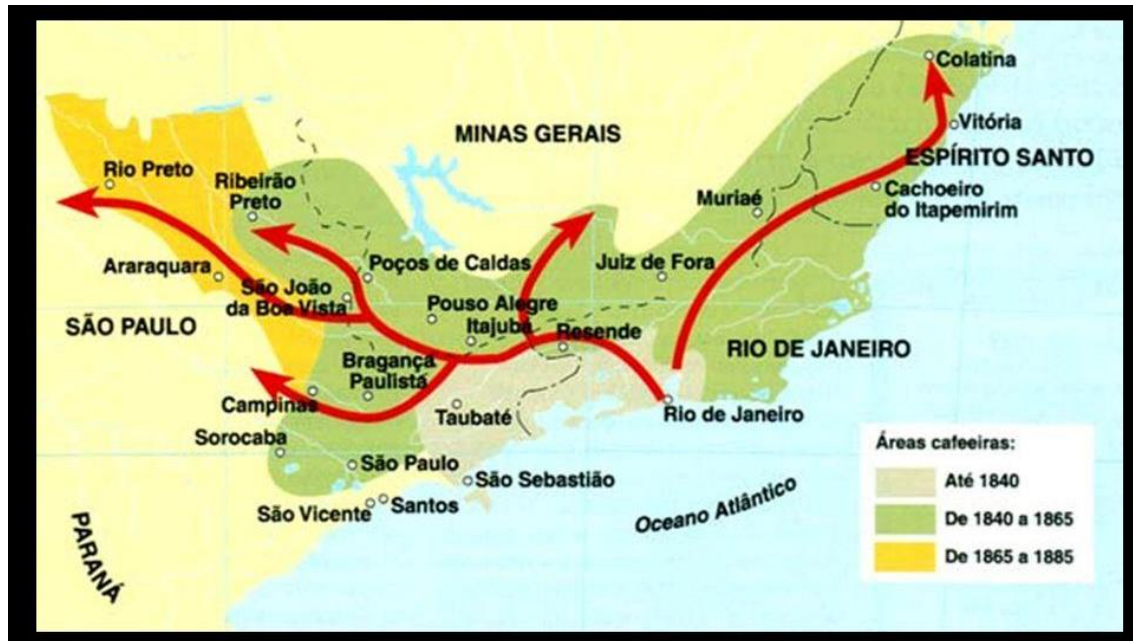 Colatina
MINAS GERAIS
Vitória
ESPÍRITO SANTO
Rio Preto
Ribeirão
Preto
Muriaé
Cachoeiro
do Itapemirim
Araraquara
Poços de Caldas
Juiz de Fora
São João
da Boa Vista
Pouso Alegre
SÃO PAULO
Itajubá
Resende
RIO DE JANEIRO
Bragança
Paulista
Campinas
Taubaté
Rio de Janeiro
Sorocaba
São Paulo
São Sebastião
Santos
São Vicente
Oceano Atlântico
PARANÁ
Áreas cafeeiras:
Até 1840
De 1840 a 1865
De 1865 a 1885